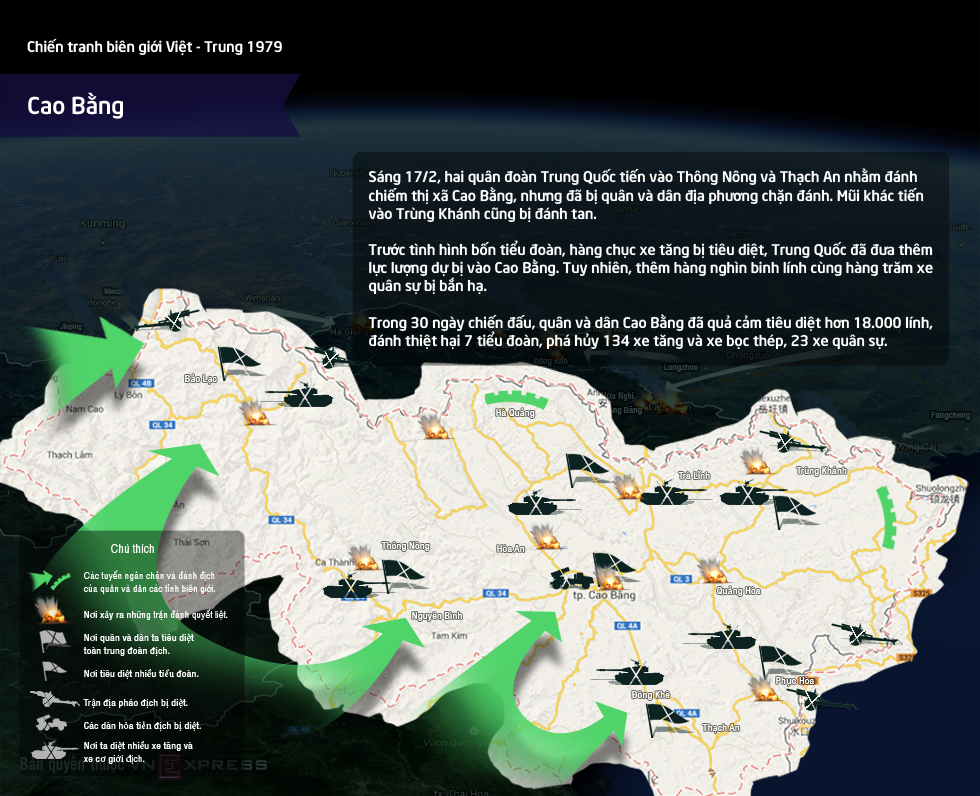 Chiến tranh biên giới Việt - Trung 1979
Cao Bằng
Sáng 17/2, hai quân đoàn Trung Quốc tiến vào Thông Nông và Thạch An nhằm đánh
chiếm thị xã Cao Bằng, nhưng đã bị quân và dân địa phương chặn đánh. Mũi khác tiến
vào Trùng Khánh cũng bị đánh tan.
Trước tình hình bốn tiểu đoàn, hàng chục xe tăng bị tiêu diệt, Trung Quốc đã đưa thêm
lực lượng dự bị vào Cao Bằng. Tuy nhiên, thêm hàng nghìn binh lính cùng hàng trăm xe
quân sự bị bắn hạ.
Trong 30 ngày chiến đấu, quân và dân Cao Bằng đã quả cảm tiêu diệt hơn 18.000 lính,
đánh thiệt hại 7 tiểu đoàn, phá hủy 134 xe tăng và xe bọc thép, 23 xe quân sự.
Kunming
Yuxi
Honghe
Wenshan
Jinping
Longzhou
Chongzuo
Fangcheng
Móng Cái
QL 4B
Bảo Lạc
Lý Bôn
Nam Cao
QL 34
Thạch Lâm
Hà Quảng
Trà Lĩnh
Trùng Khánh
Thái Sơn
QL 34
Ca Thành
Thông Nông
Hòa An
QL 34
tp. Cao Bằng
QL 3
Quảng Hòa
S325
QL 4A
Nguyên Bình
Tam Kim
Đông Khê
QL 4A
Thạch An
Phục Hòa
Shuikou
水口
Chú thích
Các tuyến ngăn chặn và đánh địch
của quân và dân các tỉnh biên giới.
Nơi xảy ra những trận đánh quyết liệt.
Nơi quân và dân ta tiêu diệt
toàn trung đoàn địch.
Nơi tiêu diệt nhiều tiểu đoàn.
Trận địa pháo địch bị diệt.
Các dàn hỏa tiễn địch bị diệt.
Nơi ta diệt nhiều xe tăng và
xe cơ giới địch.
Bản quyền thuộc VNEXPRESS